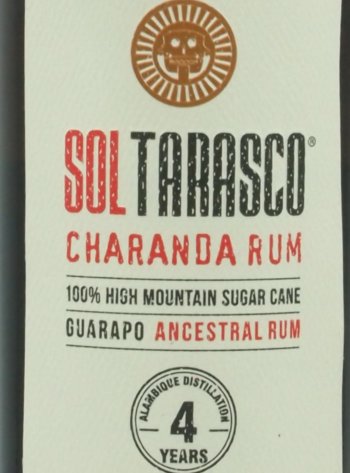 SOLTARASCO®
CHARANDA RUM
100% HIGH MOUNTAIN SUGAR CANE
GUARAPO ANCESTRAL RUM
ALAMBIQUE DISTILLATION
4
YEARS